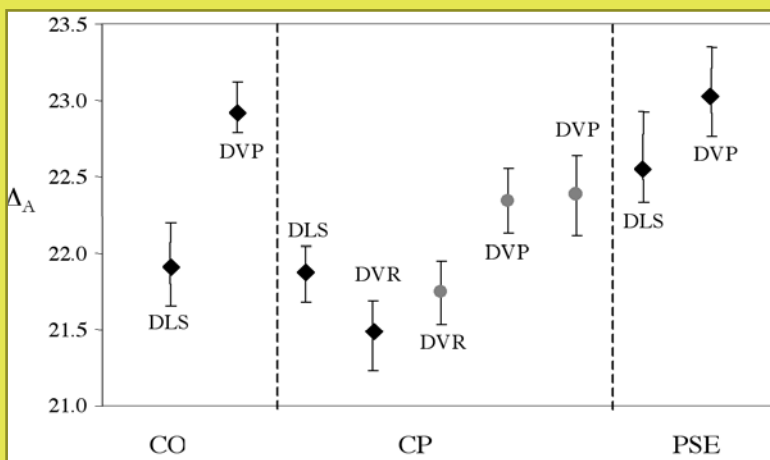 23.5
23.0
22.5
22.0
21.5
21.0
Δ_A
DLS
DVP
DLS
DVR
DVR
DVP
DVP
DLS
DVP
CO
CP
PSE